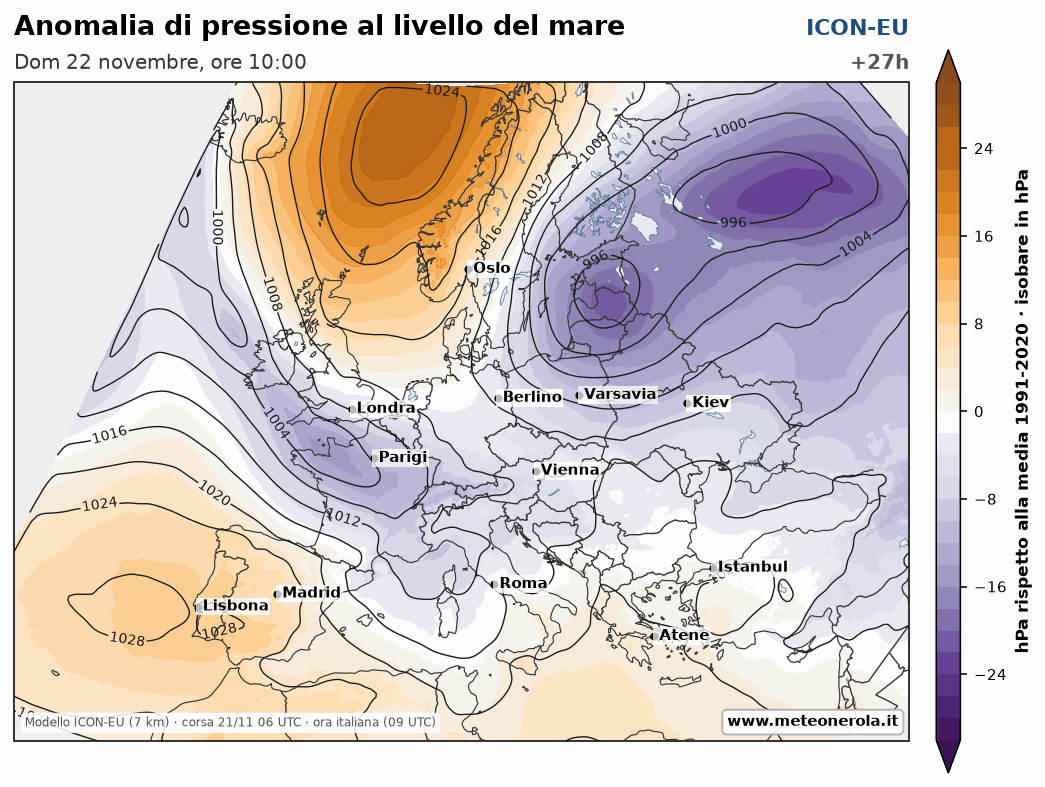 Anomalia di pressione al livello del mare
ICON-EU
Dom 22 novembre, ore 10:00
+27h
1024
1000
1008
1012
996
1000
1016
1004
996
Oslo
1008
Londra
Berlino
Varsavia
Kiev
1004
1016
Parigi
Vienna
1020
1024
1012
Istanbul
Roma
Madrid
Lisbona
1028
1028
Atene
Modello ICON-EU (7 km) · corsa 21/11 06 UTC · ora italiana (09 UTC)
www.meteonerola.it
24
16
8
0
−8
−16
−24
hPa rispetto alla media 1991-2020 · isobare in hPa